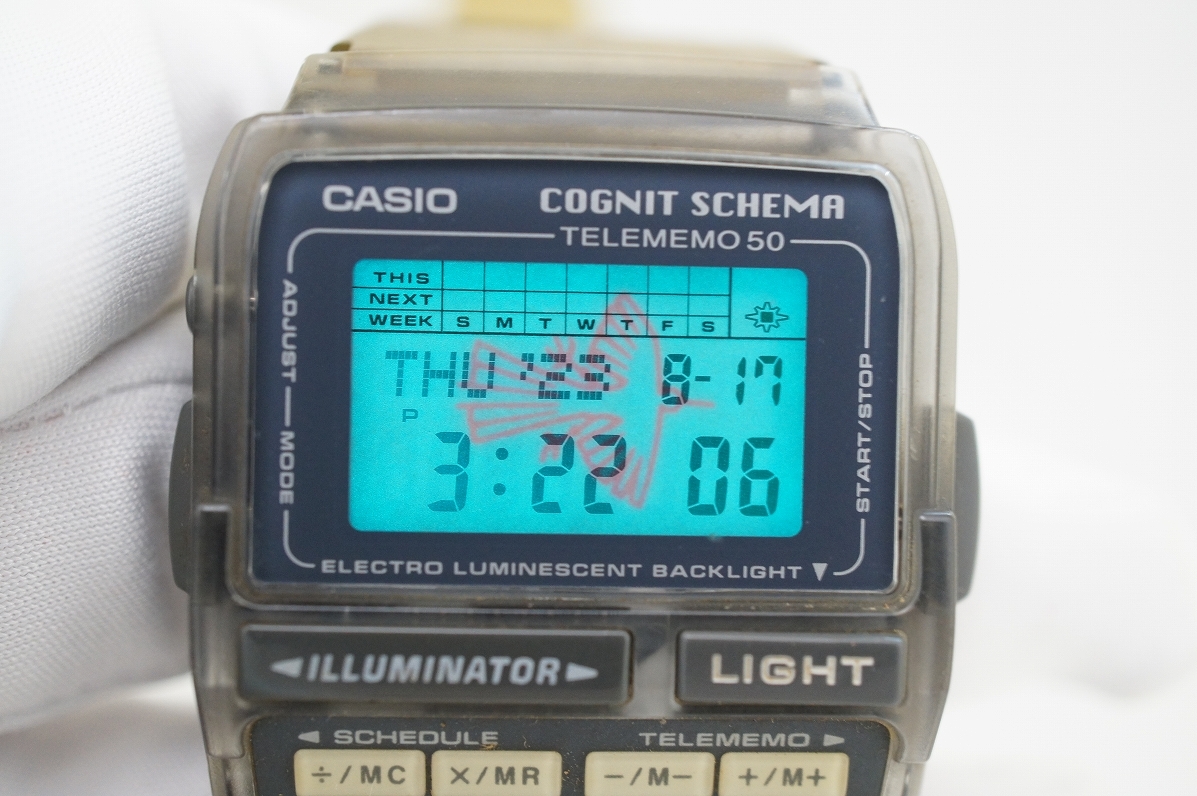 CASIO COGNIT SCHEMA
TELEMEMO 50
ADJUST MODE
START/STOP
THIS
NEXT
WEEK S M T W T F S
THU '23 8-17
P
3:22 06
ELECTRO LUMINESCENT BACKLIGHT ▼
◀ILLUMINATOR▶ LIGHT
◀ SCHEDULE TELEMEMO ▶
÷/MC ×/MR −/M− +/M+